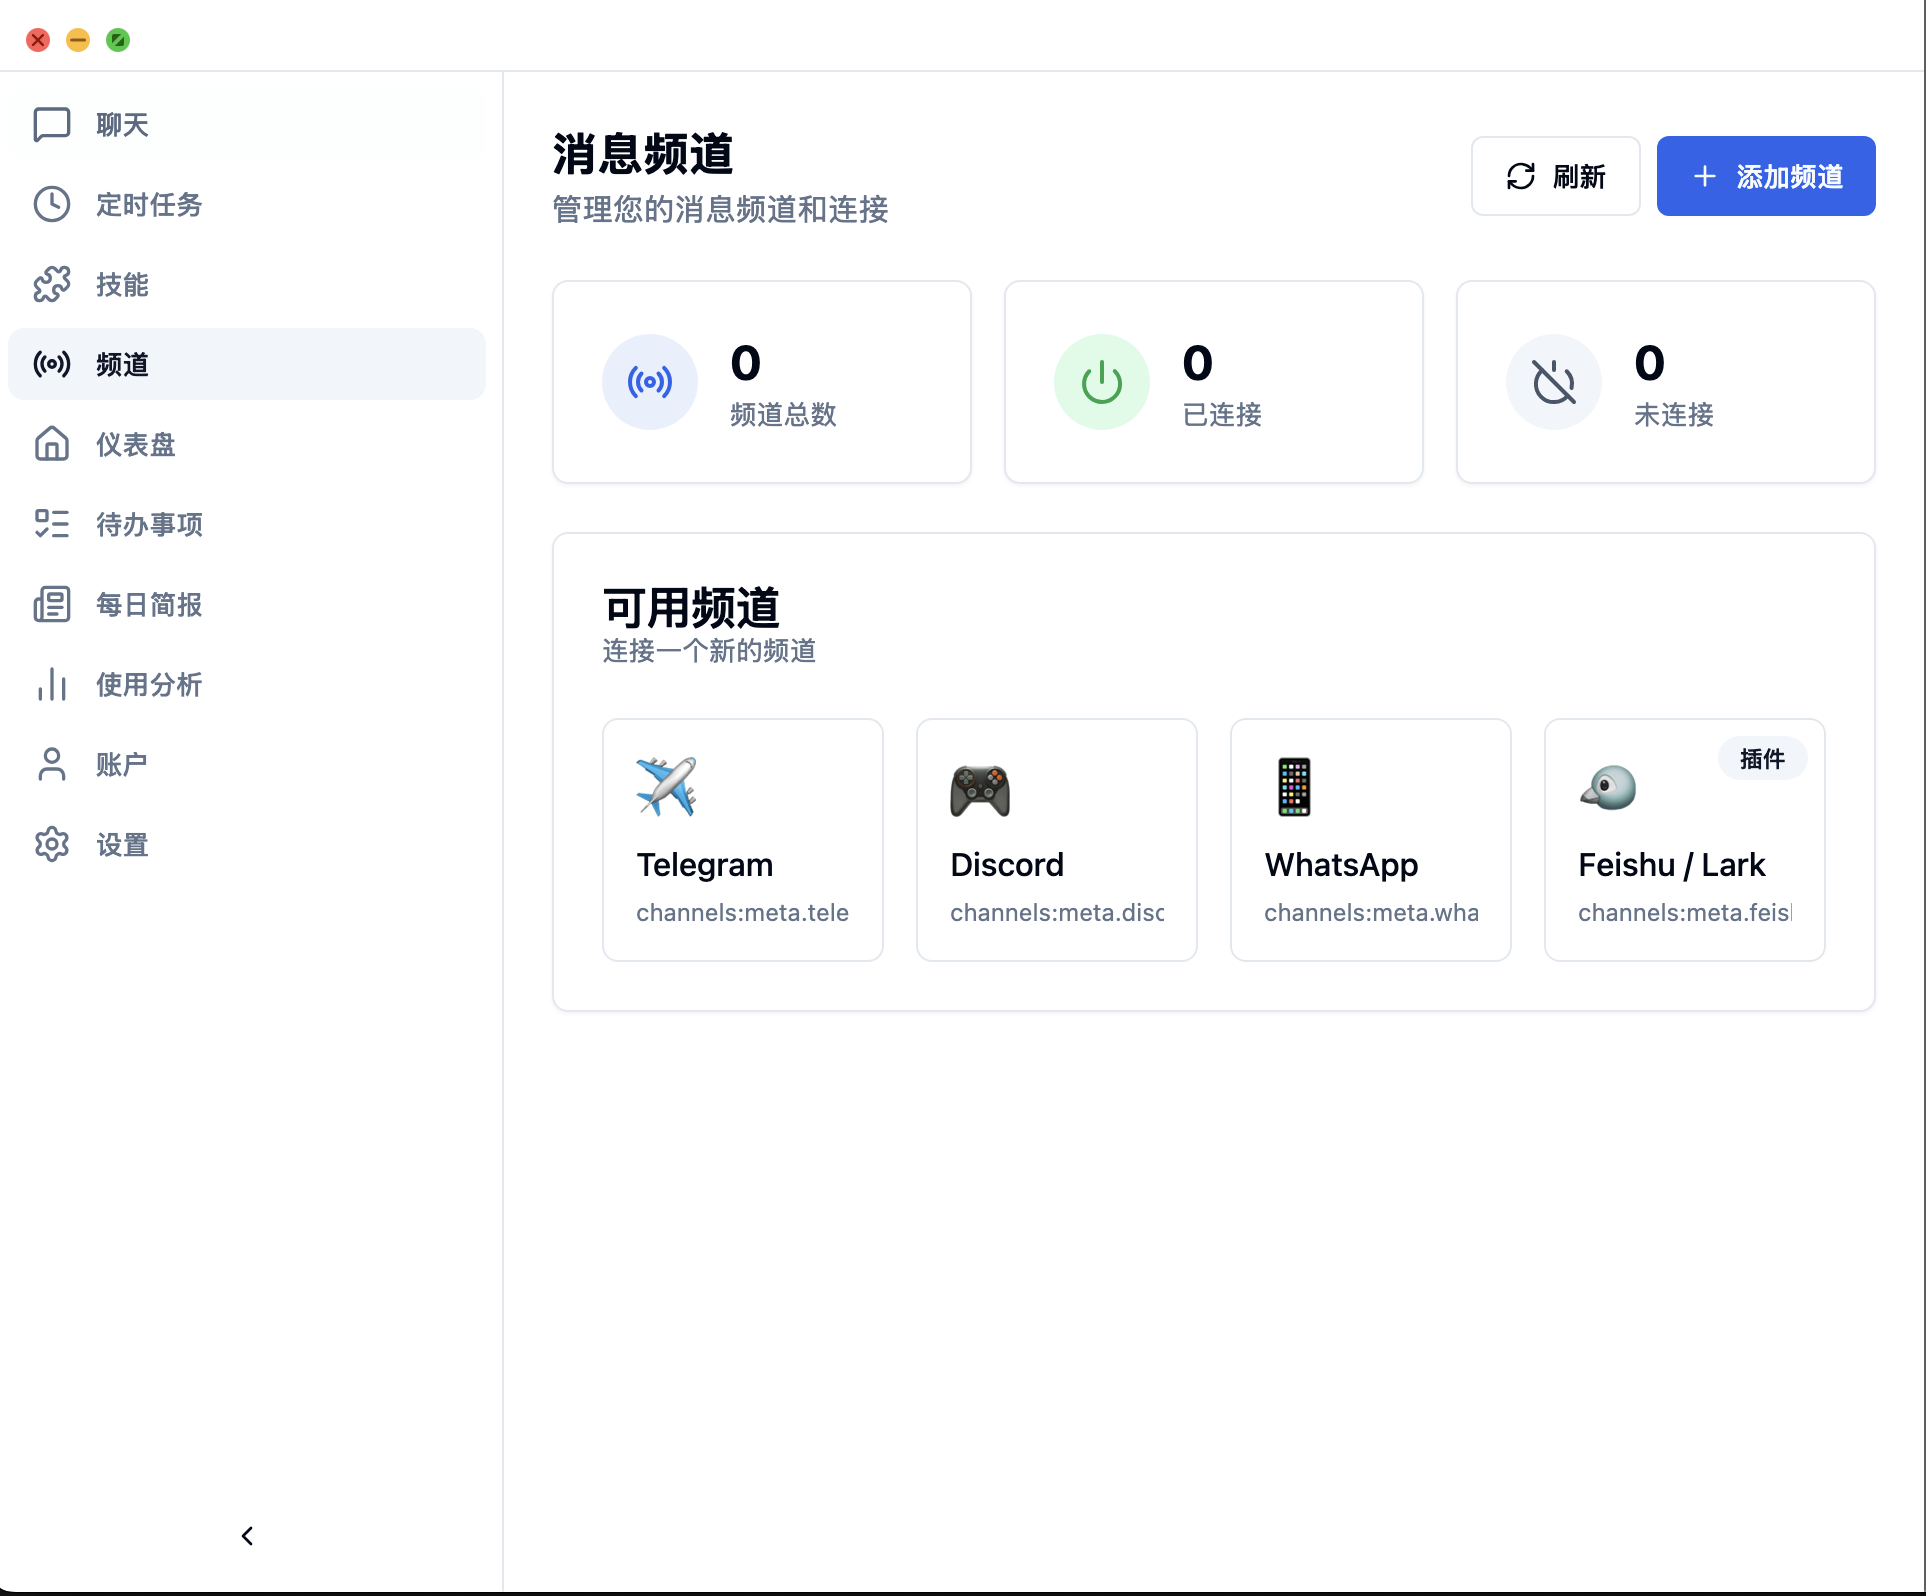 聊天
定时任务
技能
频道
仪表盘
待办事项
每日简报
使用分析
账户
设置
消息频道
管理您的消息频道和连接
刷新
添加频道
0
频道总数
0
已连接
0
未连接
可用频道
连接一个新的频道
Telegram
channels:meta.tele
Discord
channels:meta.disc
WhatsApp
channels:meta.wha
插件
Feishu / Lark
channels:meta.feis